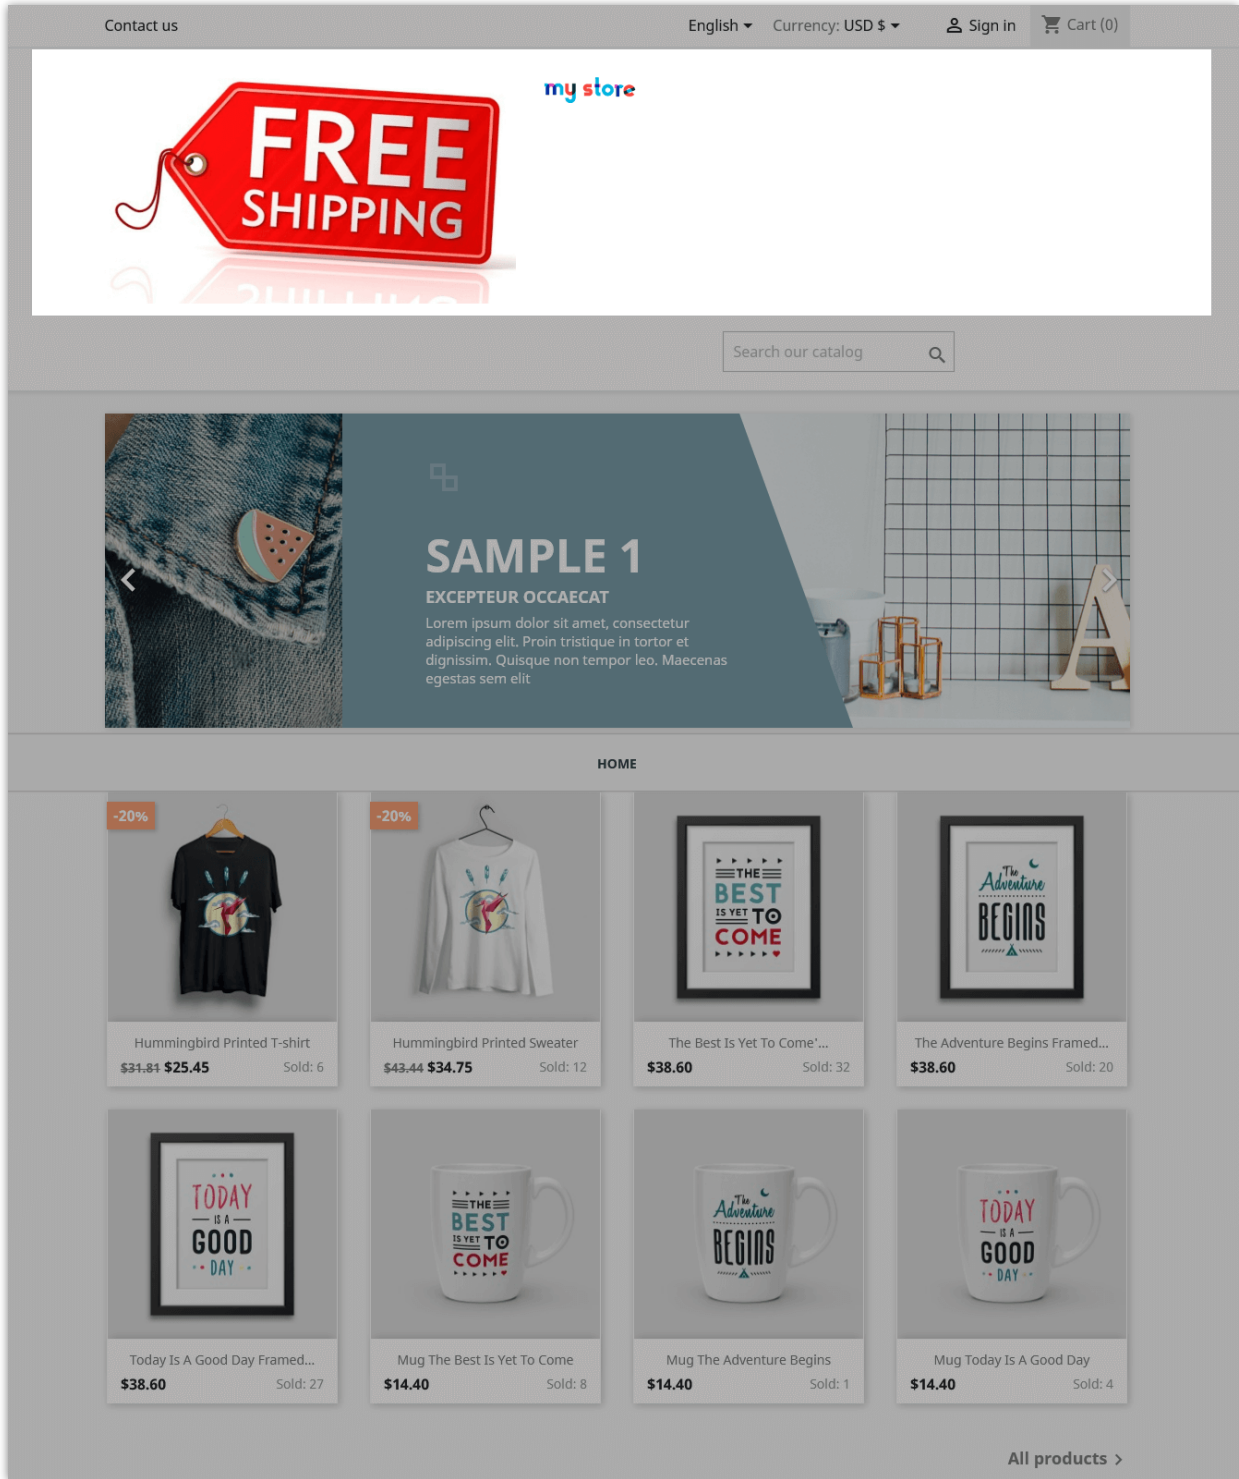 Contact us
English
Currency: USD $
Sign in
Cart (0)
FREE
SHIPPING
my store
Search our catalog
SAMPLE 1
EXCEPTEUR OCCAECAT
Lorem ipsum dolor sit amet, consectetur
adipiscing elit. Proin tristique in tortor et
dignissim. Quisque non tempor leo. Maecenas
egestas sem elit
A
HOME
-20%
-20%
THE
BEST
IS YET TO
COME
The
Adventure
BEGINS
Hummingbird Printed T-shirt
$31.81 $25.45
Sold: 6
Hummingbird Printed Sweater
$43.44 $34.75
Sold: 12
The Best Is Yet To Come'...
$38.60
Sold: 32
The Adventure Begins Framed...
$38.60
Sold: 20
TODAY
IS A
GOOD
DAY
THE
BEST
IS YET TO
COME
The
Adventure
BEGINS
TODAY
IS A
GOOD
DAY
Today Is A Good Day Framed...
$38.60
Sold: 27
Mug The Best Is Yet To Come
$14.40
Sold: 8
Mug The Adventure Begins
$14.40
Sold: 1
Mug Today Is A Good Day
$14.40
Sold: 4
All products